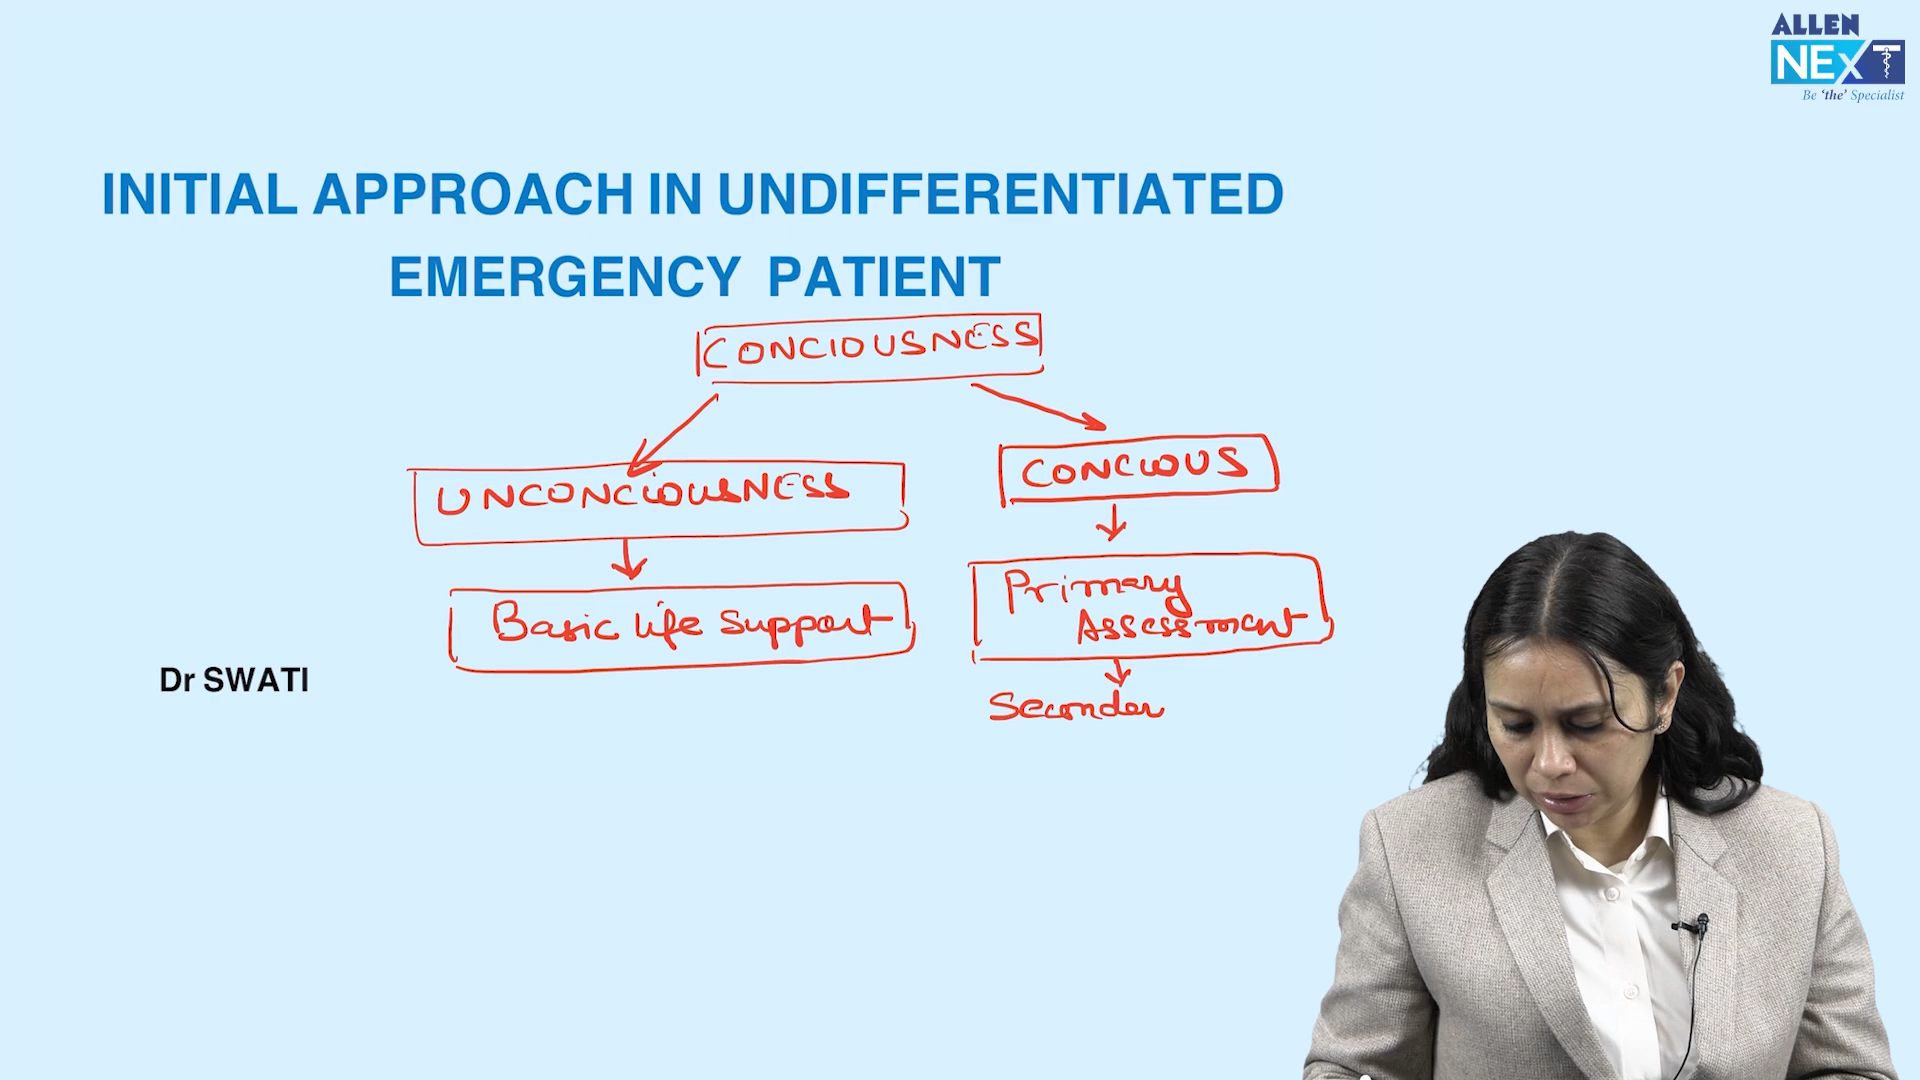 ALLEN
NEXT
Be 'the' Specialist
INITIAL APPROACH IN UNDIFFERENTIATED
EMERGENCY PATIENT
CONCIOUSNESS
UNCONCIOUSNESS
CONCIOUS
Basic life Support
Primary
Assessment
Dr SWATI
Secondar